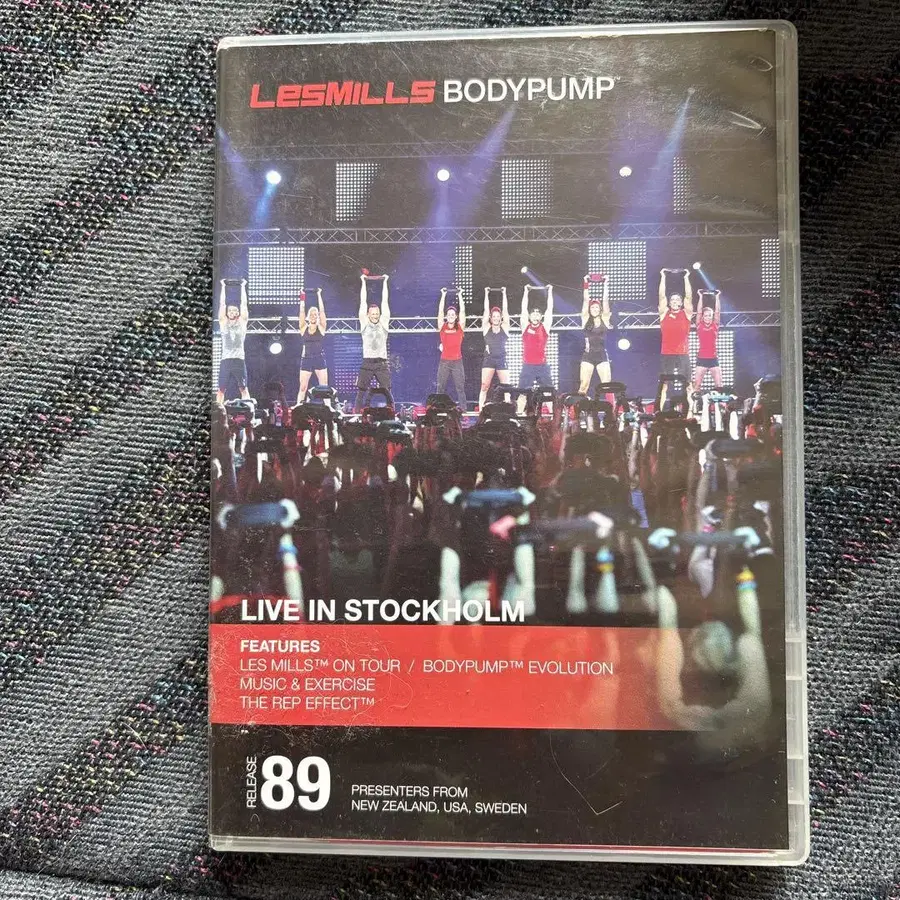 LESMILLS BODYPUMP™
LIVE IN STOCKHOLM
FEATURES
LES MILLS™ ON TOUR / BODYPUMP™ EVOLUTION
MUSIC & EXERCISE
THE REP EFFECT™
RELEASE 89
PRESENTERS FROM
NEW ZEALAND, USA, SWEDEN